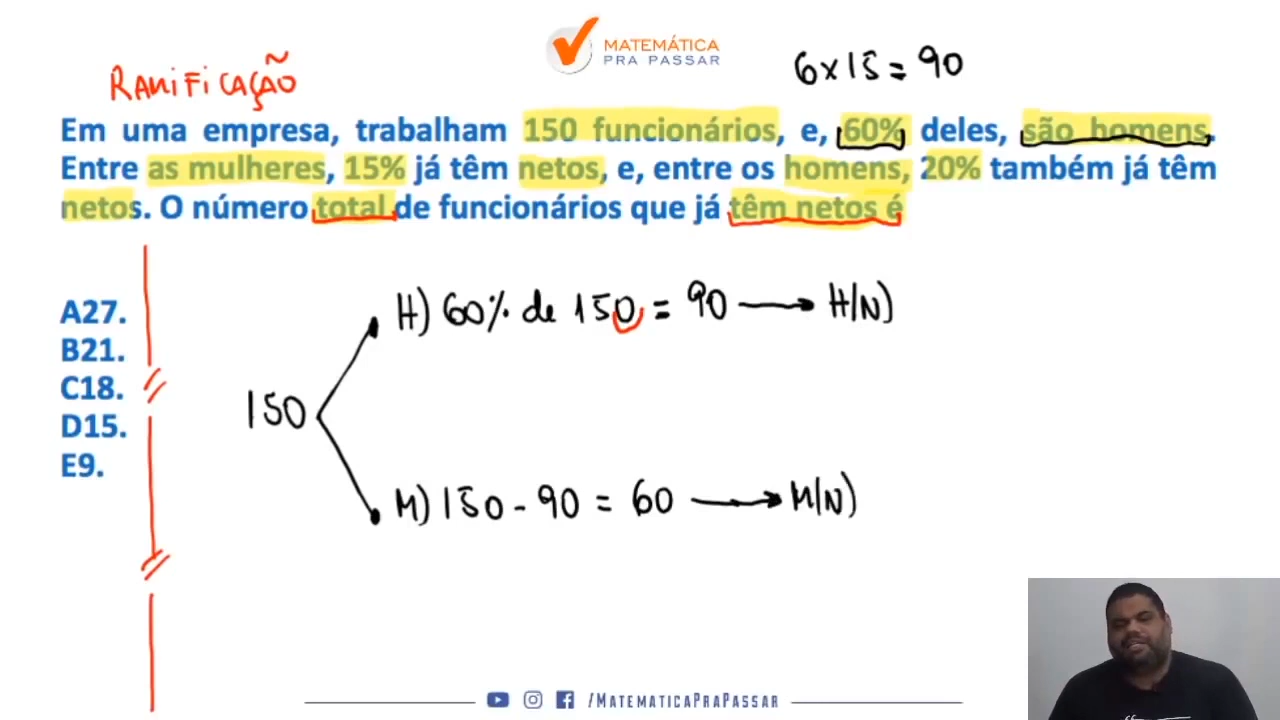 MATEMÁTICA
PRA PASSAR
6x15=90
RAMIFICAÇÃO
Em uma empresa, trabalham 150 funcionários, e, 60% deles, são homens.
Entre as mulheres, 15% já têm netos, e, entre os homens, 20% também já têm
netos. O número total de funcionários que já têm netos é
A27.
B21.
C18.
D15.
E9.
H) 60% de 150 = 90 → H(N)
150
M) 150 - 90 = 60 → M(N)
/MATEMATICAPRAPASSAR